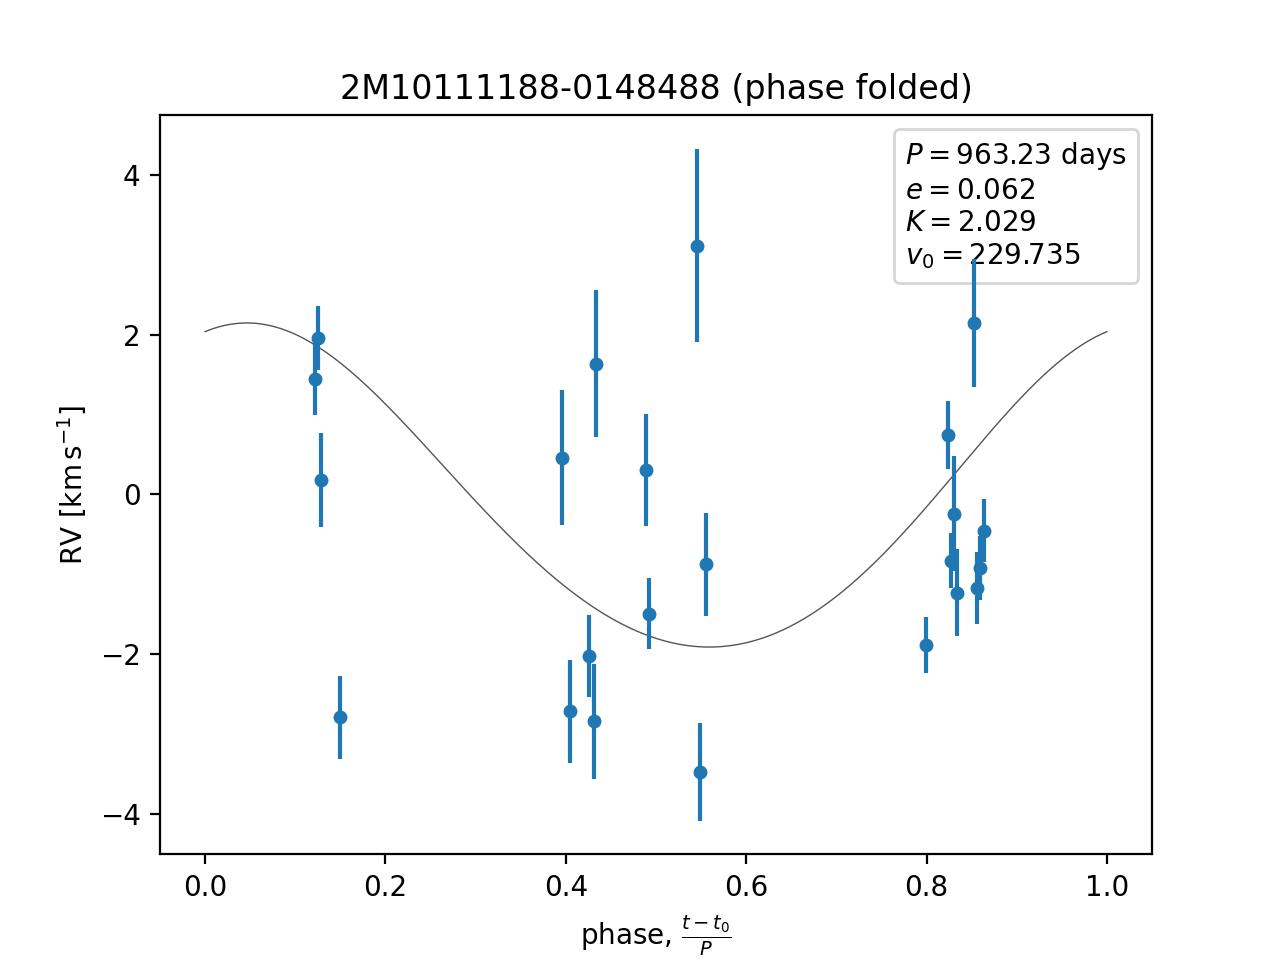 2M10111188-0148488 (phase folded)
P = 963.23 days
e = 0.062
K = 2.029
v₀ = 229.735
RV [km s⁻¹]
4
2
0
−2
−4
0.0 0.2 0.4 0.6 0.8 1.0
phase, (t − t₀)/P